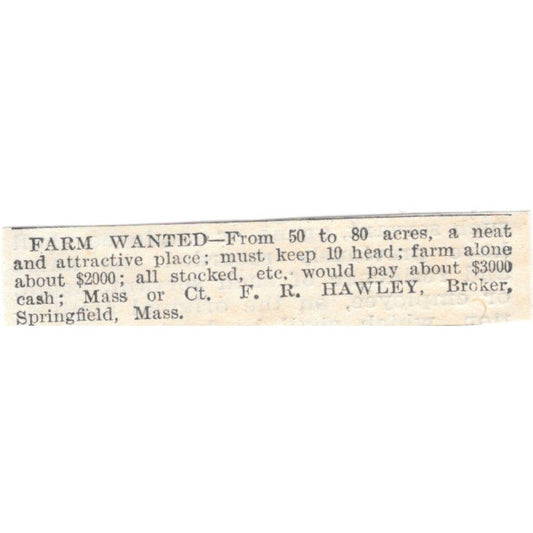 FARM WANTED—From 50 to 80 acres, a neat
and attractive place; must keep 10 head; farm alone
about $2000; all stocked, etc. would pay about $3000
cash; Mass or Ct. F. R. HAWLEY, Broker,
Springfield, Mass.